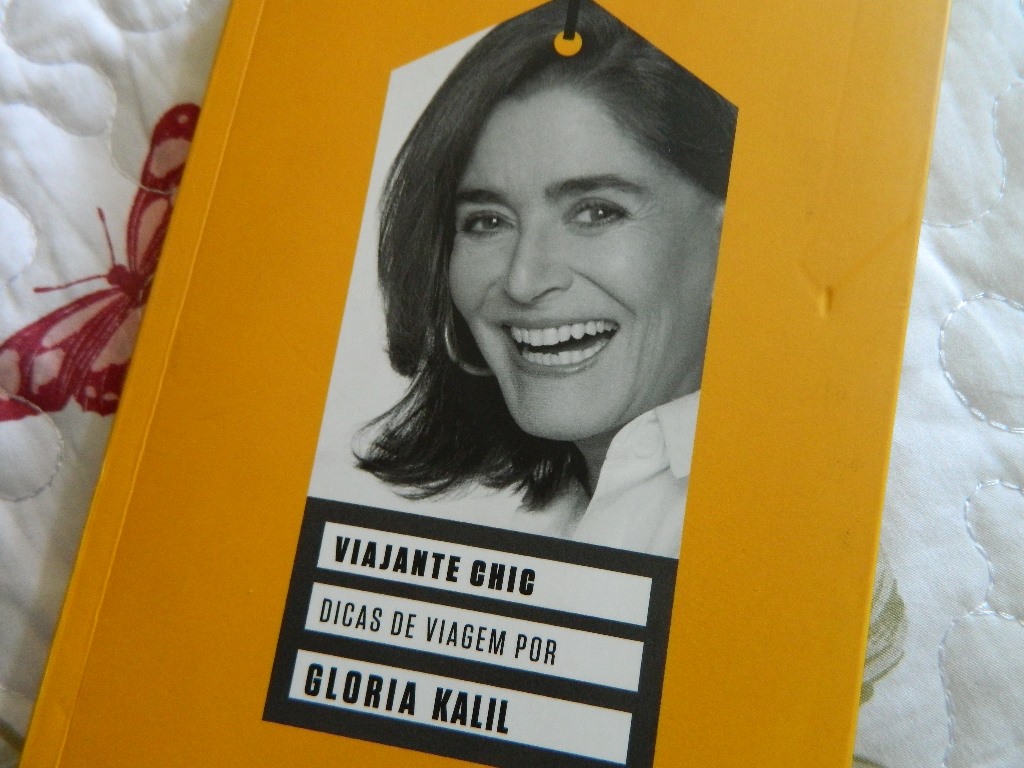 VIAJANTE CHIC
DICAS DE VIAGEM POR
GLORIA KALIL